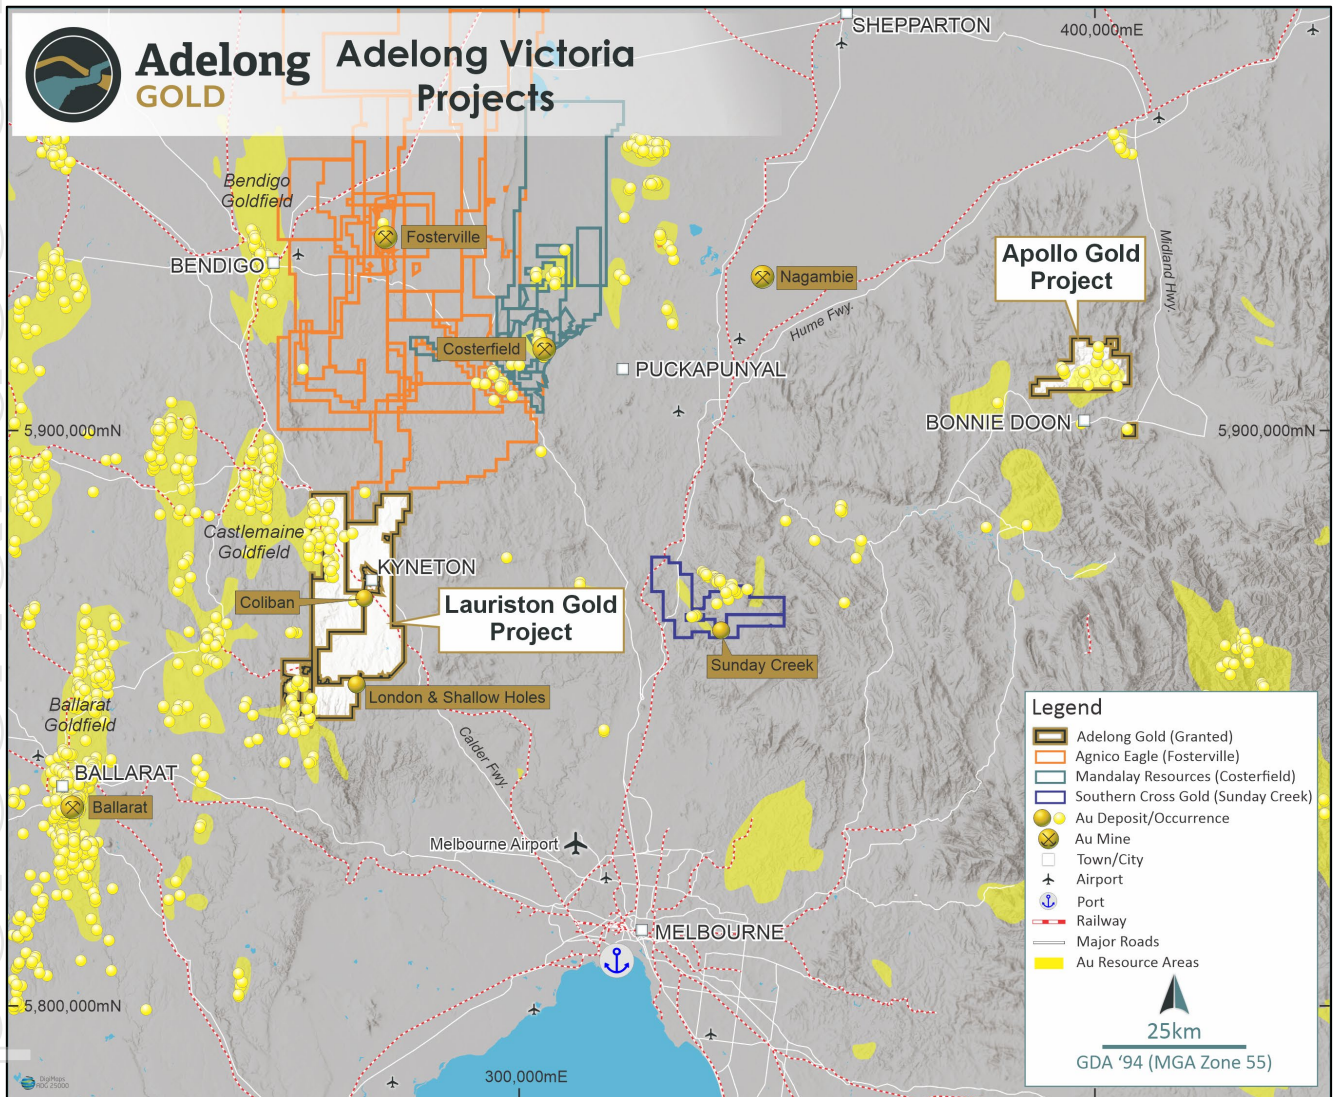 Adelong
GOLD
Adelong Victoria
Projects
SHEPPARTON
400,000mE
Bendigo
Goldfield
Fosterville
BENDIGO
Nagambie
Apollo Gold
Project
Midland Hwy.
Hume Fwy.
Costerfield
PUCKAPUNYAL
BONNIE DOON
5,900,000mN
5,900,000mN
Castlemaine
Goldfield
KYNETON
Coliban
Lauriston Gold
Project
Sunday Creek
London & Shallow Holes
Ballarat
Goldfield
Calder Fwy.
BALLARAT
Ballarat
Melbourne Airport
MELBOURNE
5,800,000mN
300,000mE
DigiMaps
Legend
Adelong Gold (Granted)
Agnico Eagle (Fosterville)
Mandalay Resources (Costerfield)
Southern Cross Gold (Sunday Creek)
Au Deposit/Occurrence
Au Mine
Town/City
Airport
Port
Railway
Major Roads
Au Resource Areas
25km
GDA '94 (MGA Zone 55)